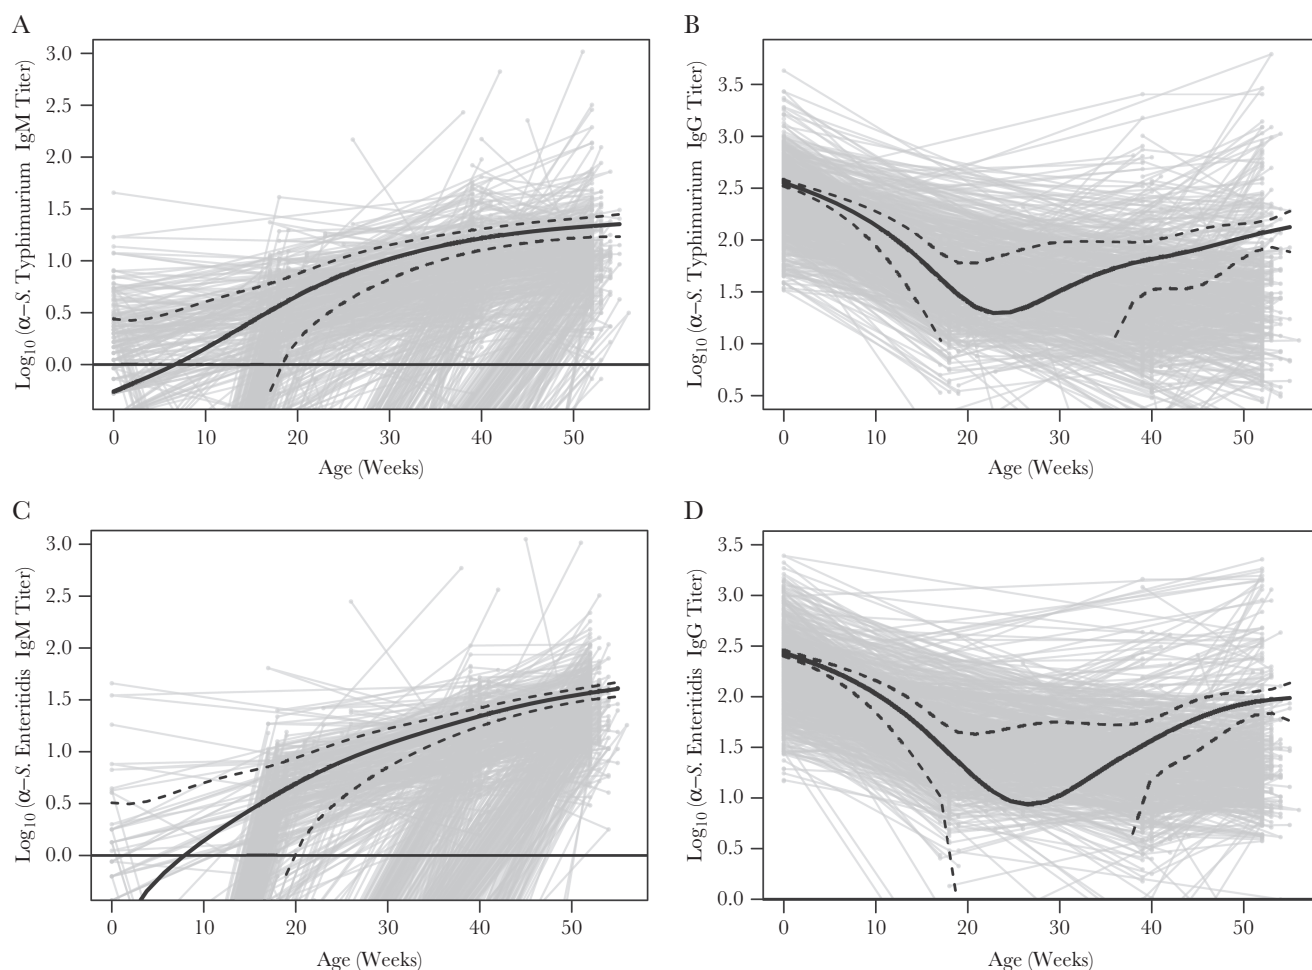 A
Log10 (α–S. Typhimurium IgM Titer)
3.0
2.5
2.0
1.5
1.0
0.5
0.0
0 10 20 30 40 50
Age (Weeks)
B
Log10 (α–S. Typhimurium IgG Titer)
3.5
3.0
2.5
2.0
1.5
1.0
0.5
0 10 20 30 40 50
Age (Weeks)
C
Log10 (α–S. Enteritidis IgM Titer)
3.0
2.5
2.0
1.5
1.0
0.5
0.0
0 10 20 30 40 50
Age (Weeks)
D
Log10 (α–S. Enteritidis IgG Titer)
3.5
3.0
2.5
2.0
1.5
1.0
0.5
0.0
0 10 20 30 40 50
Age (Weeks)